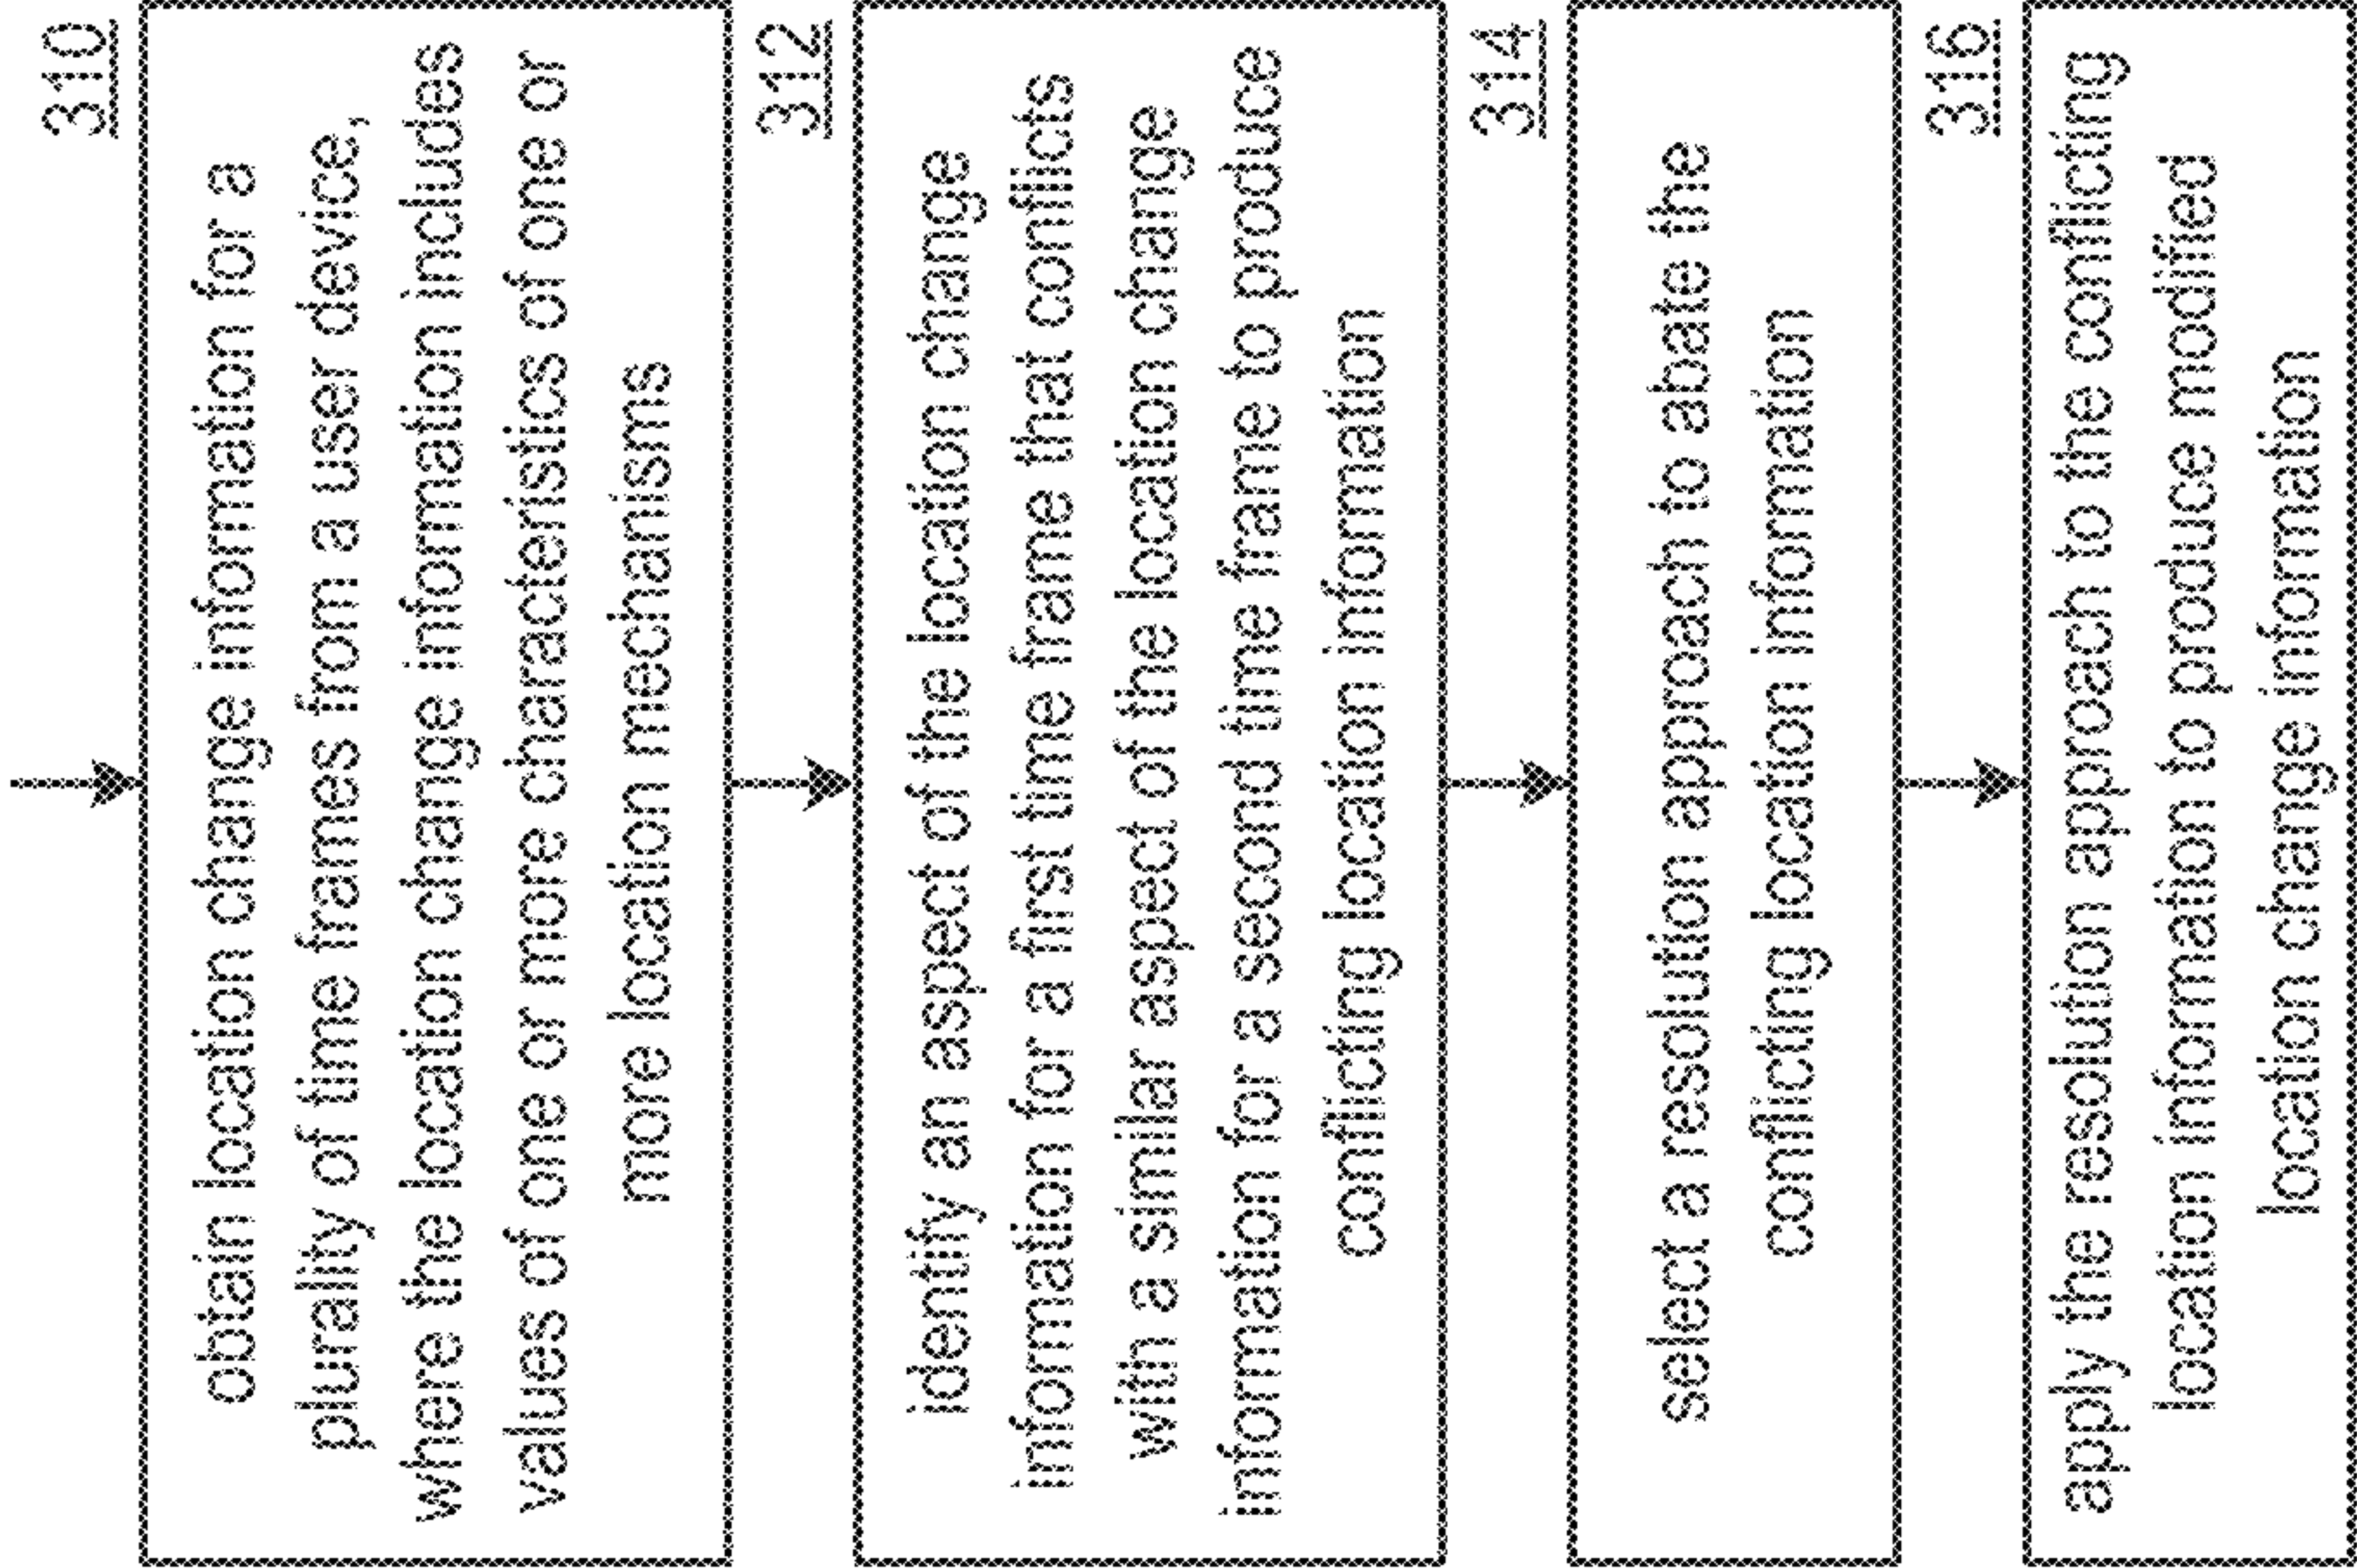 310
obtain location change information for a
plurality of time frames from a user device,
where the location change information includes
values of one or more characteristics of one or
more location mechanisms
312
identify an aspect of the location change
information for a first time frame that conflicts
with a similar aspect of the location change
information for a second time frame to produce
conflicting location information
314
select a resolution approach to abate the
conflicting location information
316
apply the resolution approach to the conflicting
location information to produce modified
location change information